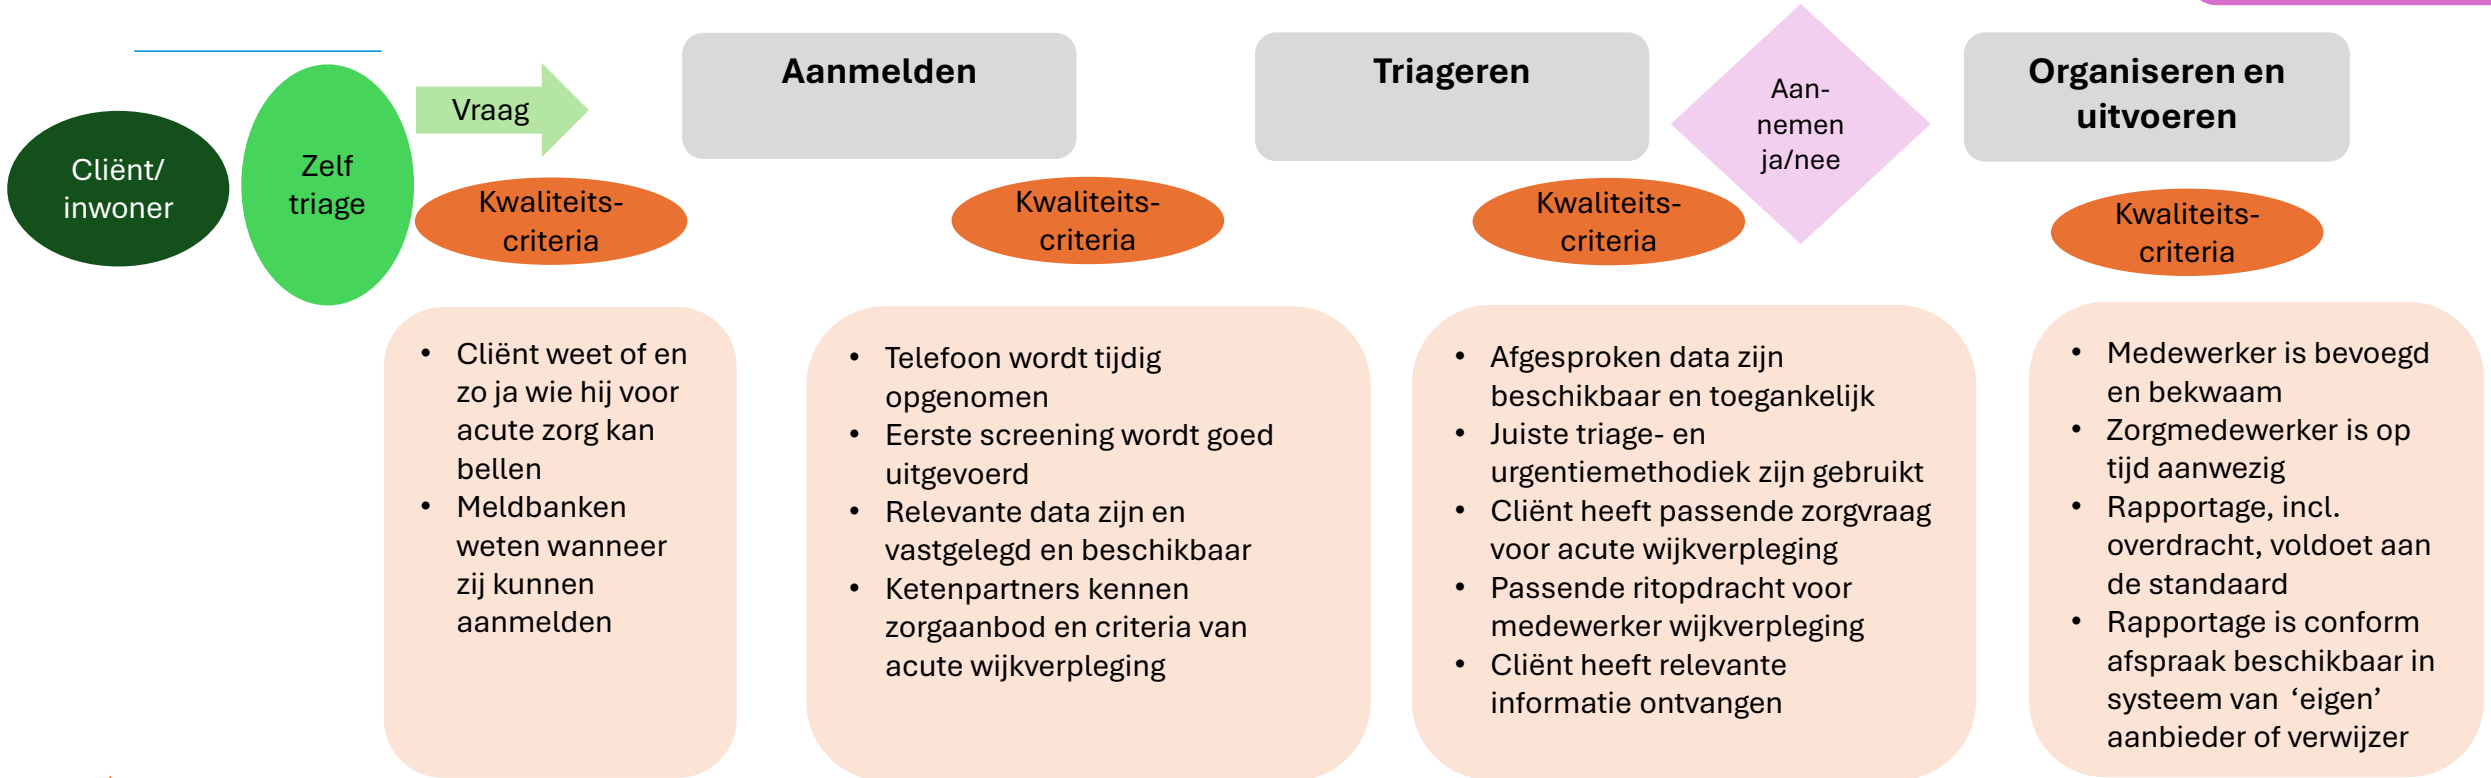 Cliënt/
inwoner
Zelf
triage
Vraag
Aanmelden
Triageren
Aan-
nemen
ja/nee
Organiseren en
uitvoeren
Kwaliteits-
criteria
Kwaliteits-
criteria
Kwaliteits-
criteria
Kwaliteits-
criteria
• Cliënt weet of en
zo ja wie hij voor
acute zorg kan
bellen
• Meldbanken
weten wanneer
zij kunnen
aanmelden
• Telefoon wordt tijdig
opgenomen
• Eerste screening wordt goed
uitgevoerd
• Relevante data zijn en
vastgelegd en beschikbaar
• Ketenpartners kennen
zorgaanbod en criteria van
acute wijkverpleging
• Afgesproken data zijn
beschikbaar en toegankelijk
• Juiste triage- en
urgentiemethodiek zijn gebruikt
• Cliënt heeft passende zorgvraag
voor acute wijkverpleging
• Passende ritopdracht voor
medewerker wijkverpleging
• Cliënt heeft relevante
informatie ontvangen
• Medewerker is bevoegd
en bekwaam
• Zorgmedewerker is op
tijd aanwezig
• Rapportage, incl.
overdracht, voldoet aan
de standaard
• Rapportage is conform
afspraak beschikbaar in
systeem van ‘eigen’
aanbieder of verwijzer